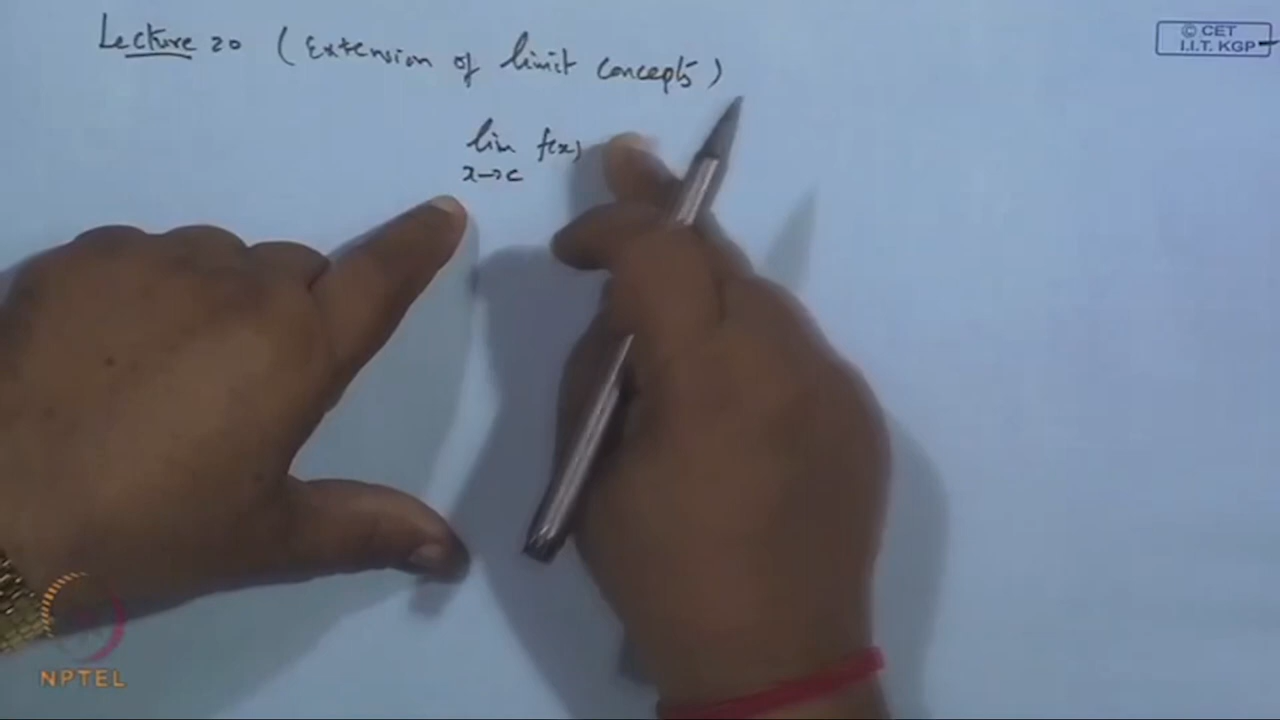 Lecture 20 (Extension of limit concepts)
© CET
I.I.T. KGP
lim f(x)
x→c
NPTEL